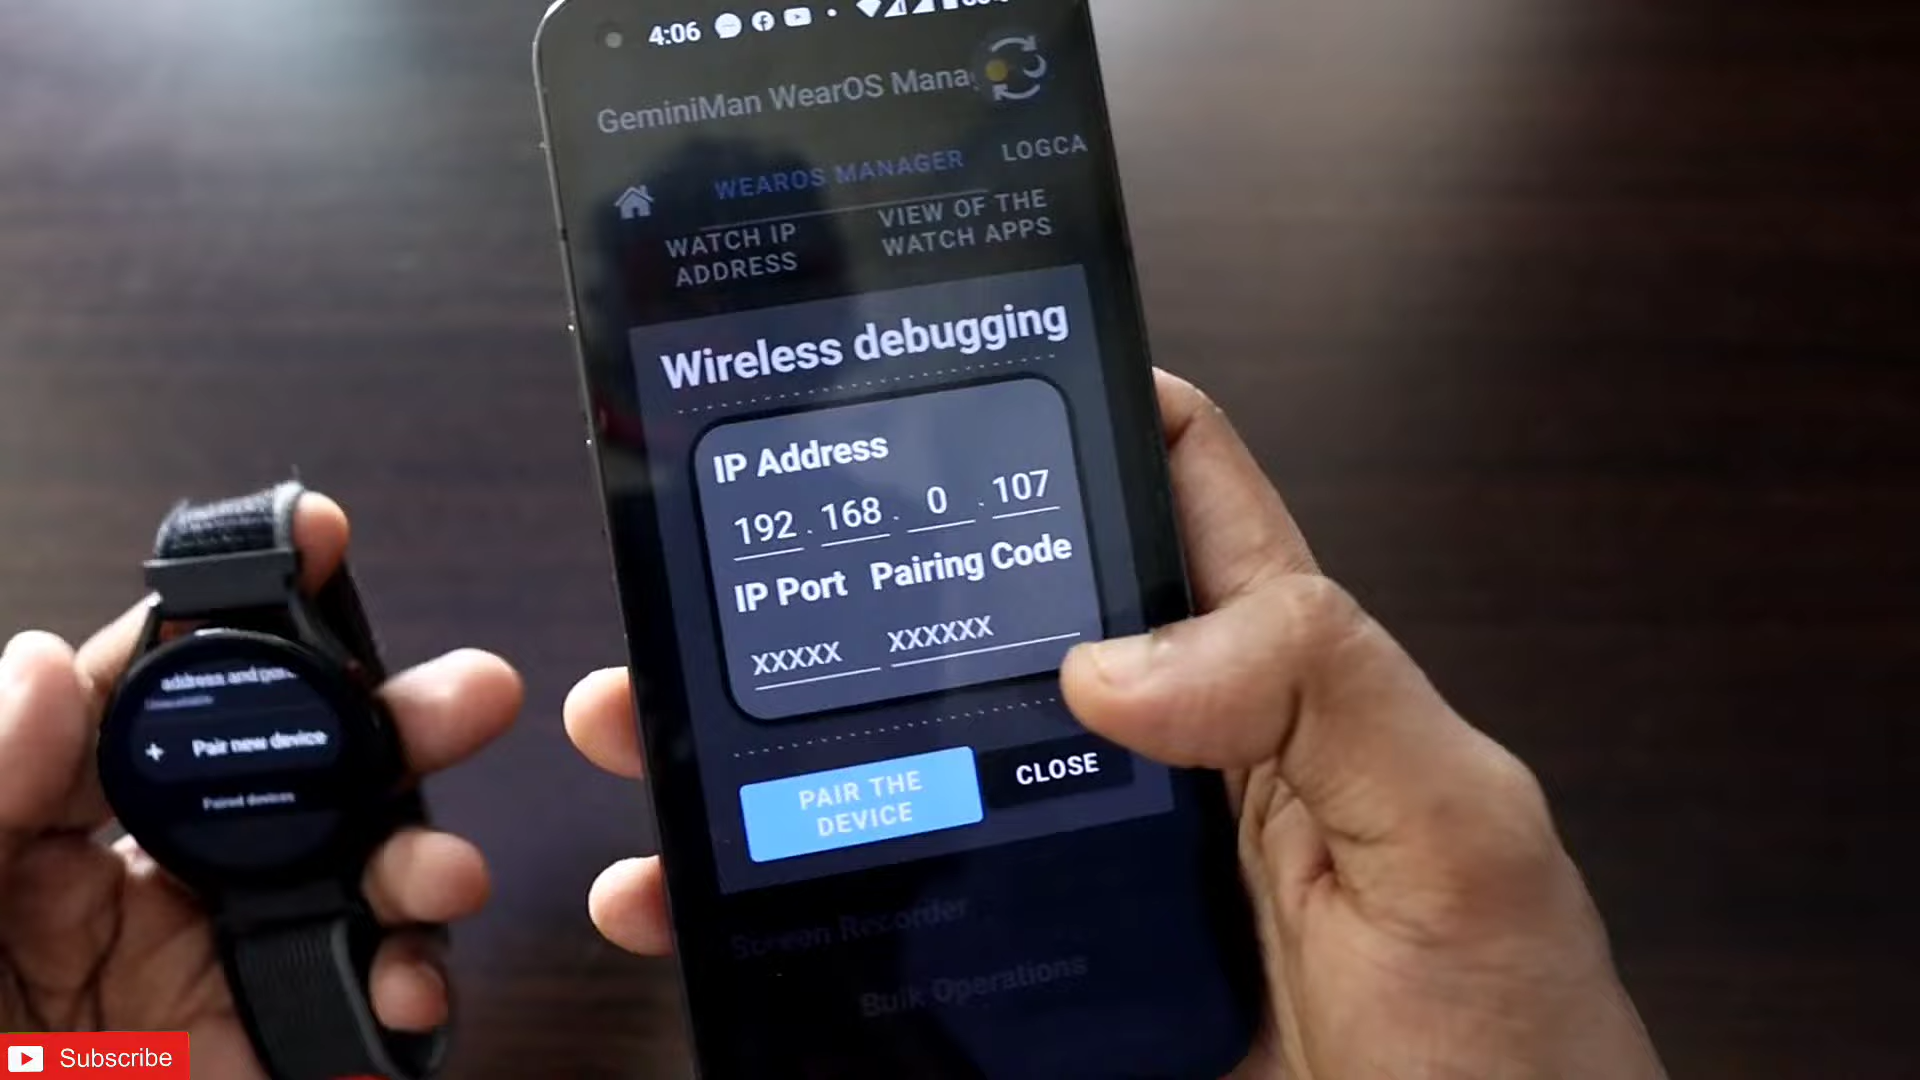 4:06
GeminiMan WearOS Mana
WEAROS MANAGER
LOGCA
WATCH IP
ADDRESS
VIEW OF THE
WATCH APPS
Wireless debugging
IP Address
192 . 168 . 0 . 107
IP Port
Pairing Code
XXXXX
XXXXXX
PAIR THE
DEVICE
CLOSE
Screen Recorder
Bulk Operations
address and
+ Pair new device
Paired devices
Subscribe